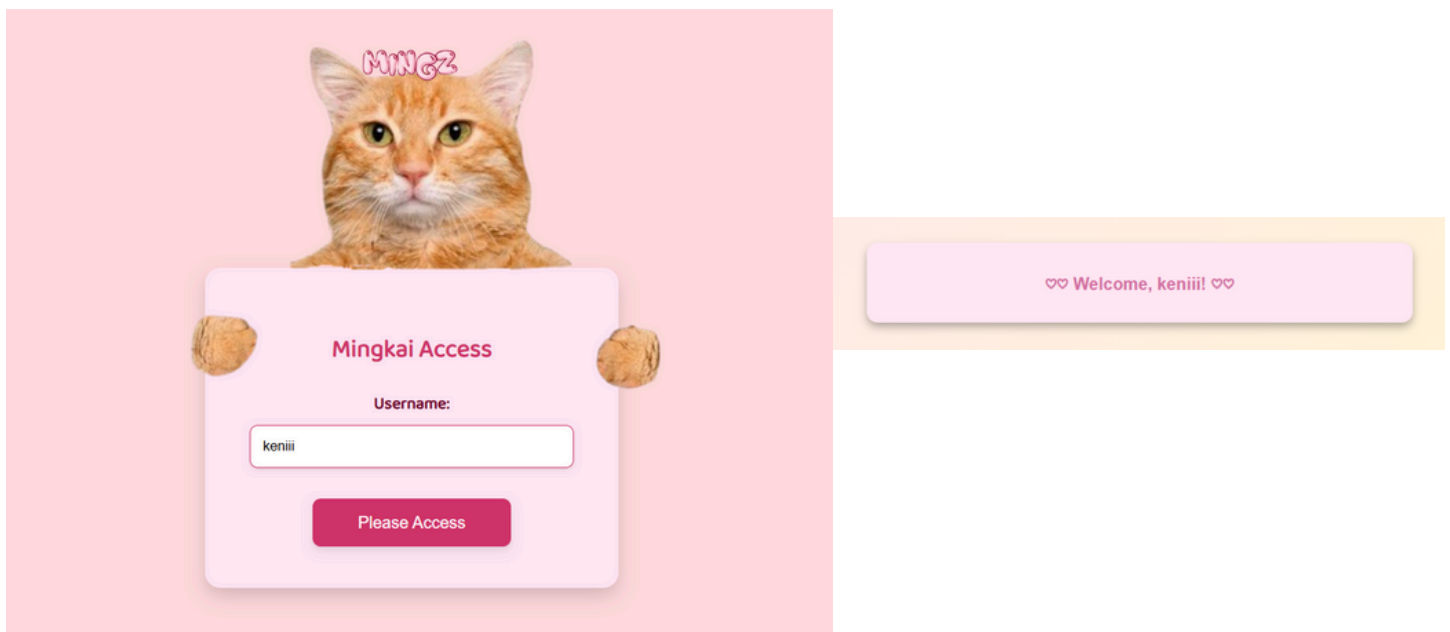 MINGZ
Mingkai Access
Username:
keniii
Please Access
♡♡ Welcome, keniii! ♡♡